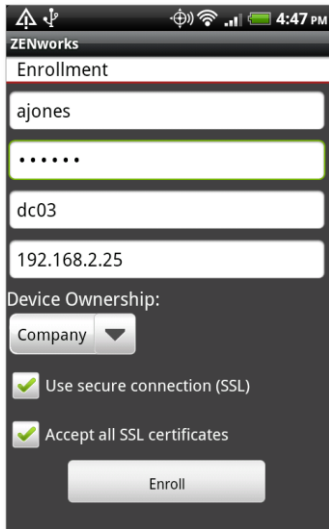 4:47 PM
ZENworks
Enrollment
ajones
••••••
dc03
192.168.2.25
Device Ownership:
Company
Use secure connection (SSL)
Accept all SSL certificates
Enroll